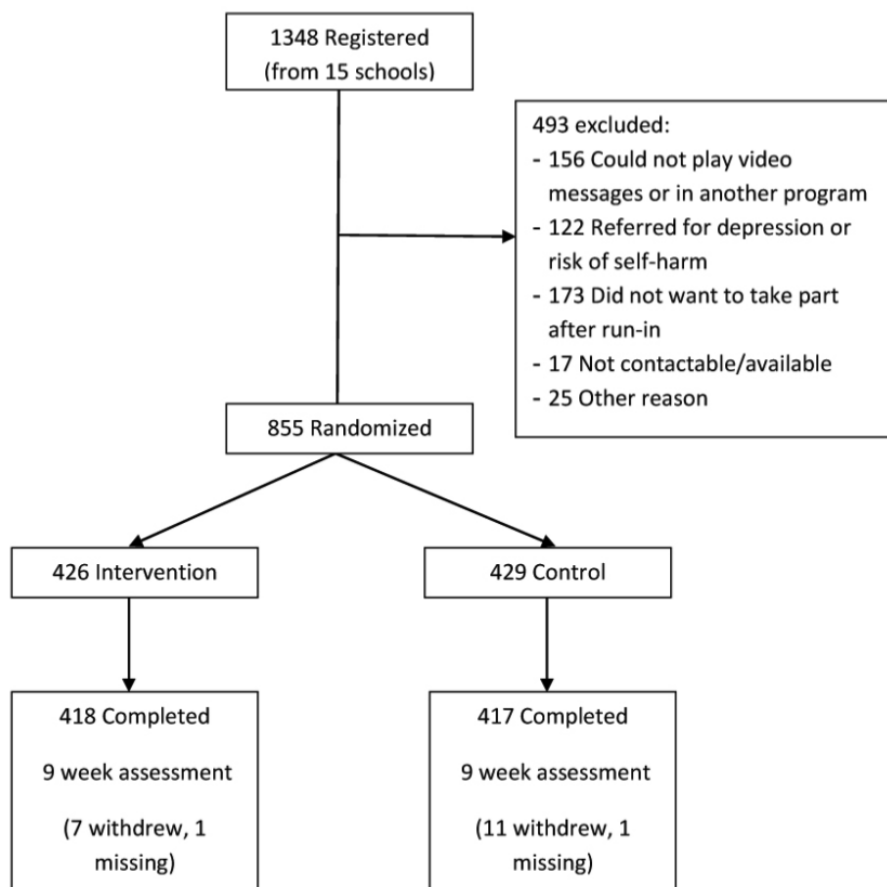 1348 Registered
(from 15 schools)
493 excluded:
- 156 Could not play video
messages or in another program
- 122 Referred for depression or
risk of self-harm
- 173 Did not want to take part
after run-in
- 17 Not contactable/available
- 25 Other reason
855 Randomized
426 Intervention
429 Control
418 Completed
9 week assessment
(7 withdrew, 1
missing)
417 Completed
9 week assessment
(11 withdrew, 1
missing)